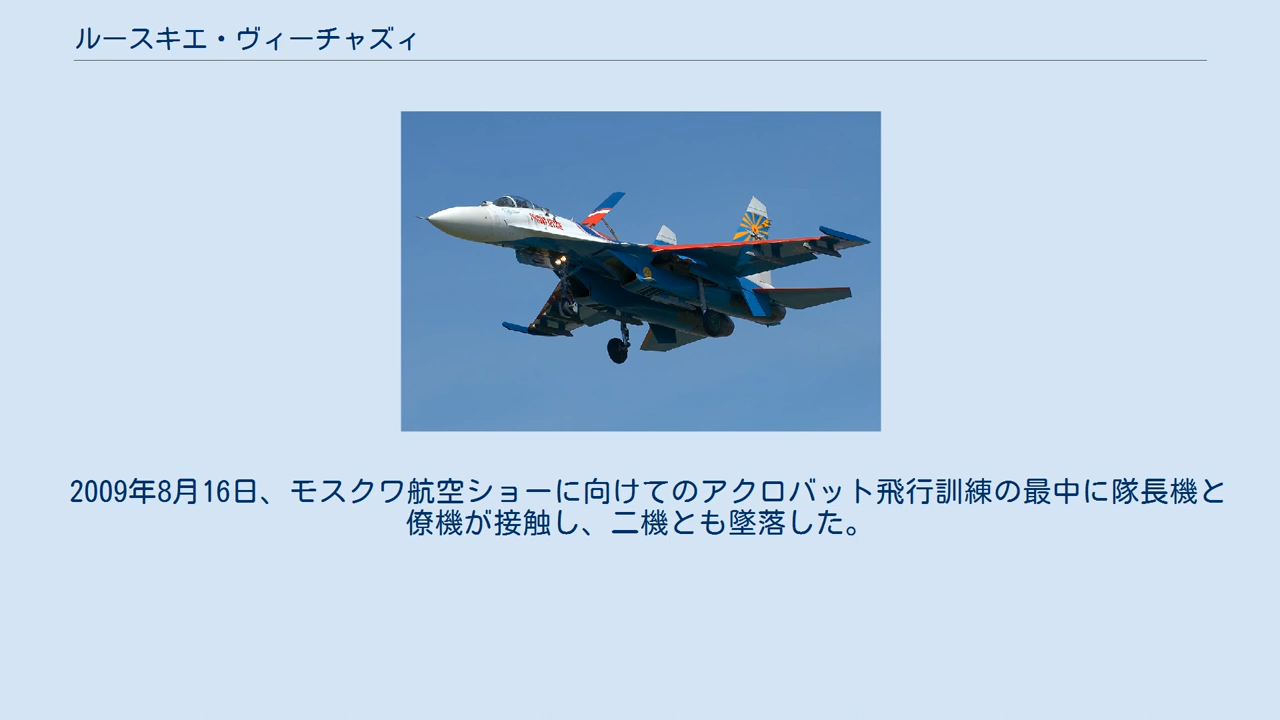 ルースキエ・ヴィーチャズィ
2009年8月16日、モスクワ航空ショーに向けてのアクロバット飛行訓練の最中に隊長機と
僚機が接触し、二機とも墜落した。